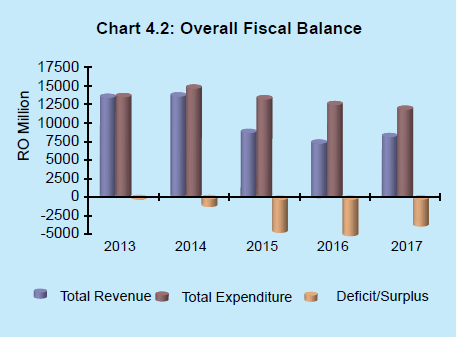 Chart 4.2: Overall Fiscal Balance
RO Million
17500
15000
12500
10000
7500
5000
2500
0
-2500
-5000
2013 2014 2015 2016 2017
Total Revenue Total Expenditure Deficit/Surplus